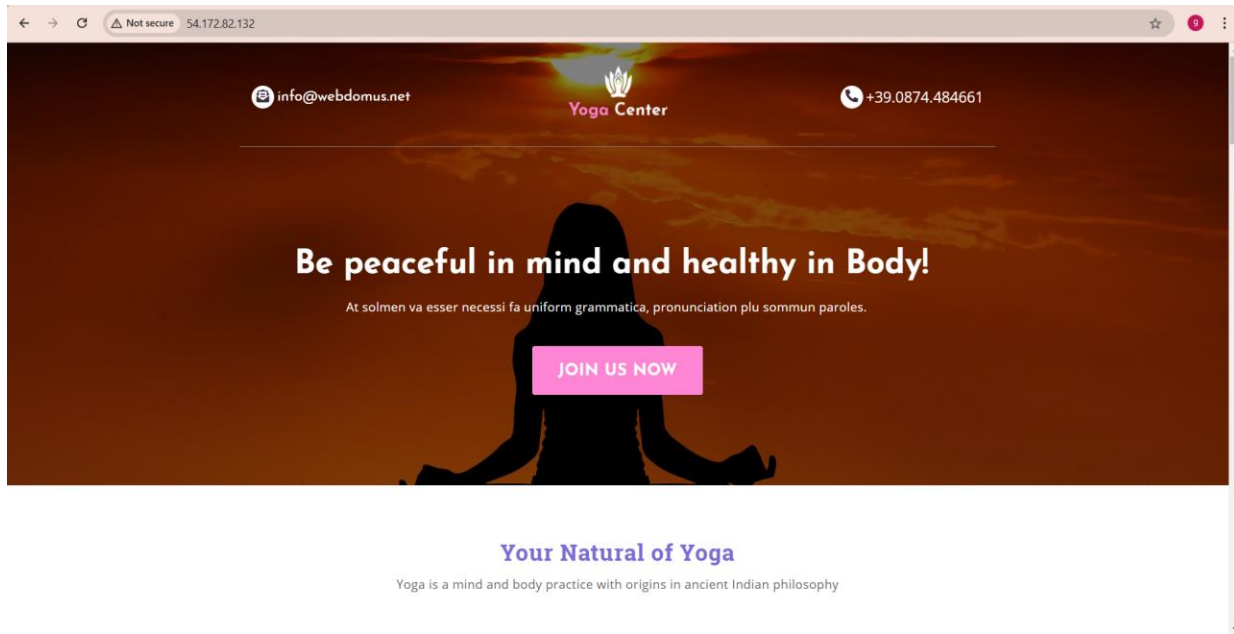 Not secure 54.172.82.132
g
info@webdomus.net
Yoga Center
+39.0874.484661
Be peaceful in mind and healthy in Body!
At solmen va esser necessi fa uniform grammatica, pronunciation plu sommun paroles.
JOIN US NOW
Your Natural of Yoga
Yoga is a mind and body practice with origins in ancient Indian philosophy